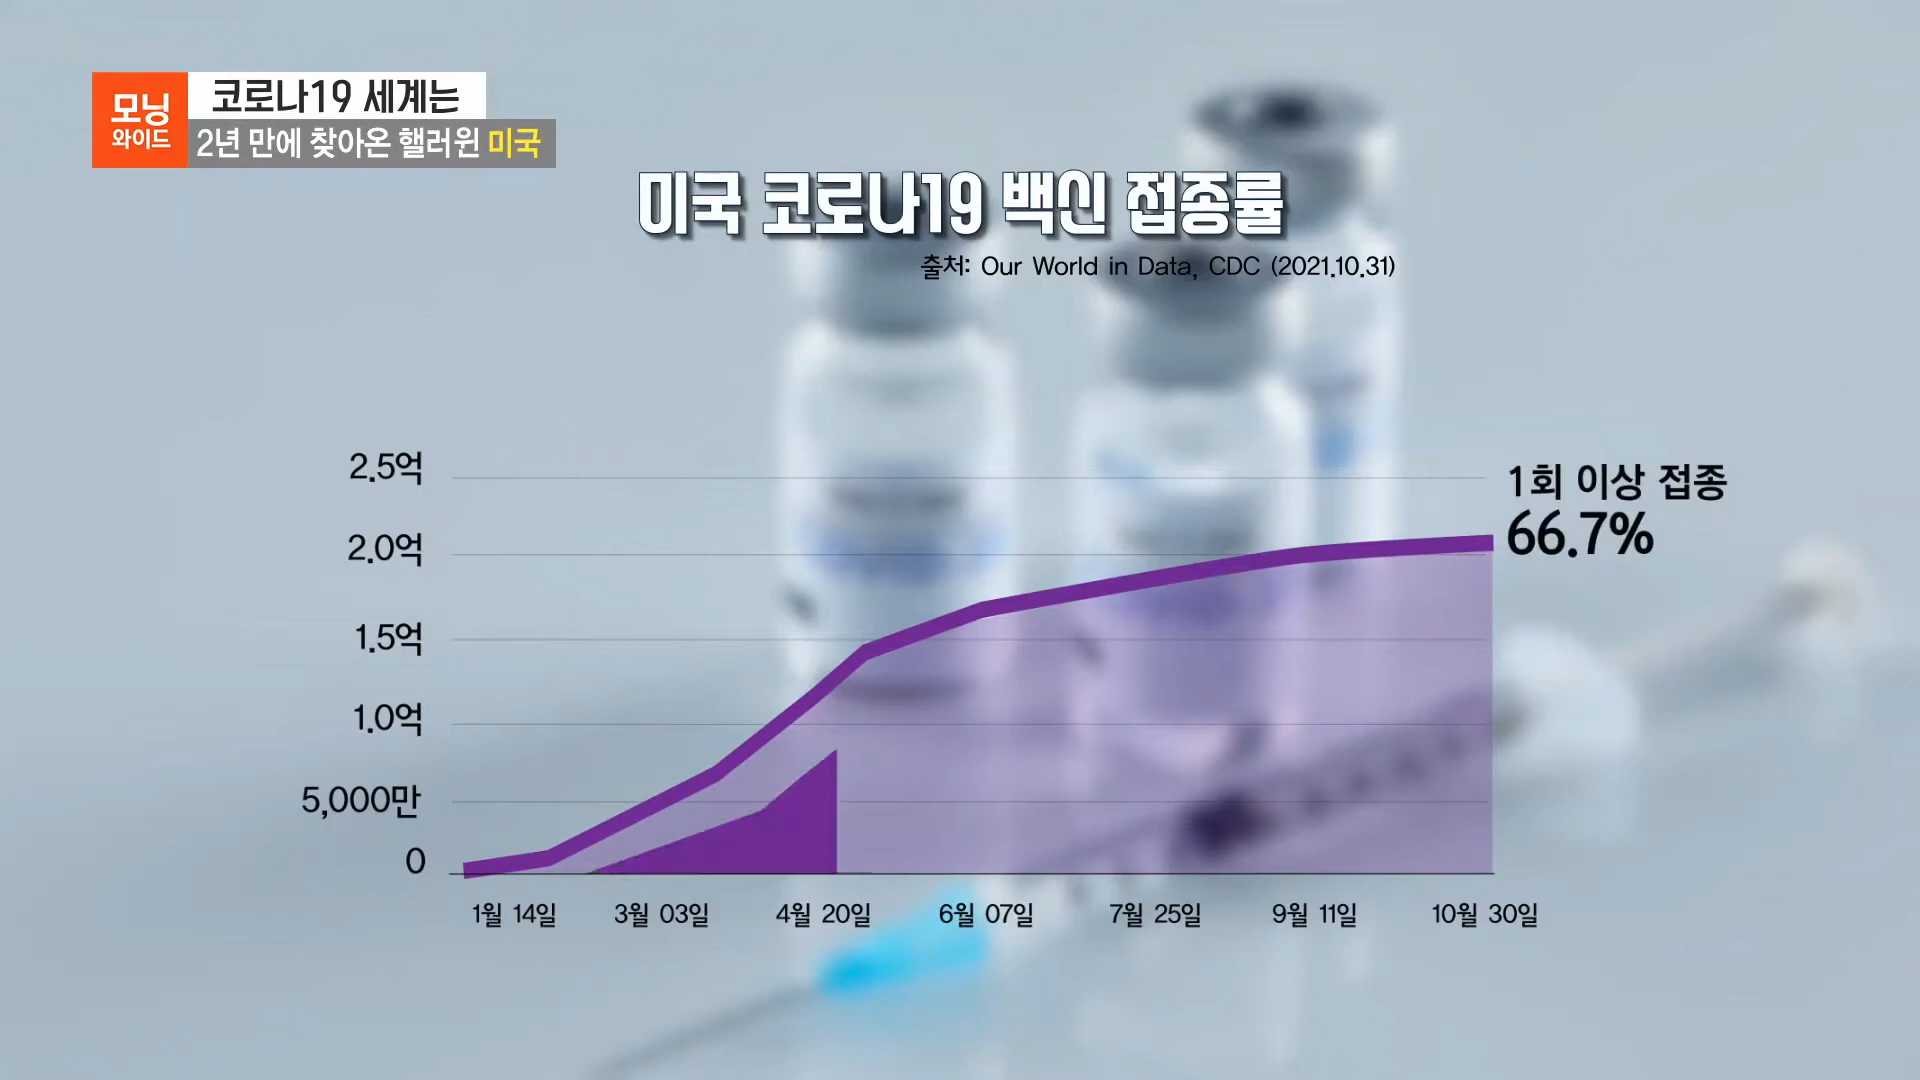 모닝
와이드
코로나19 세계는
2년 만에 찾아온 핼러윈 미국
미국 코로나19 백신 접종률
출처: Our World in Data, CDC (2021.10.31)
2.5억
2.0억
1.5억
1.0억
5,000만
0
1회 이상 접종
66.7%
1월 14일 3월 03일 4월 20일 6월 07일 7월 25일 9월 11일 10월 30일